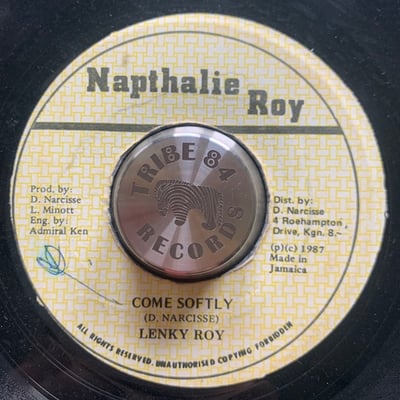 Napthalie
Roy
TRIBE 84
RECORDS
Prod. by:
D. Narcisse
L. Minott
Eng. by:
Admiral Ken
Dist. by:
D. Narcisse
4 Roehampton
Drive, Kgn. 8.-
(p)(c) 1987
Made in
Jamaica
COME SOFTLY
(D. NARCISSE)
LENKY ROY
ALL RIGHTS RESERVED. UNAUTHORISED COPYING FORBIDDEN